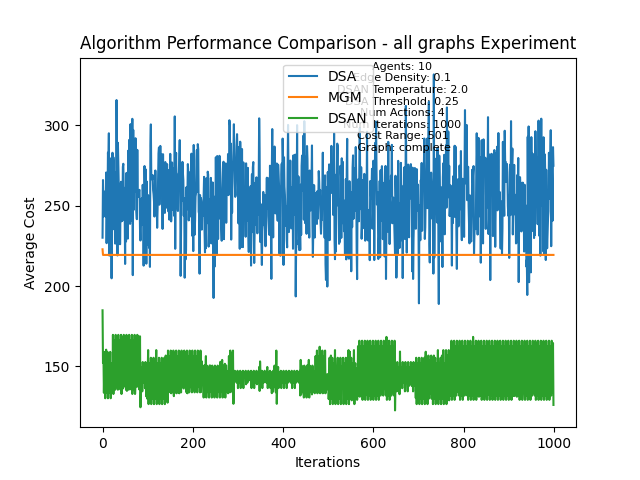 Algorithm Performance Comparison - all graphs Experiment
Agents: 10
Edge Density: 0.1
DSAN Temperature: 2.0
Threshold: 0.25
Num Actions: 4
Iterations: 1000
Cost Range: 501
Graph: complete
DSA
MGM
DSAN
Average Cost
300
250
200
150
0
200
400
600
800
1000
Iterations